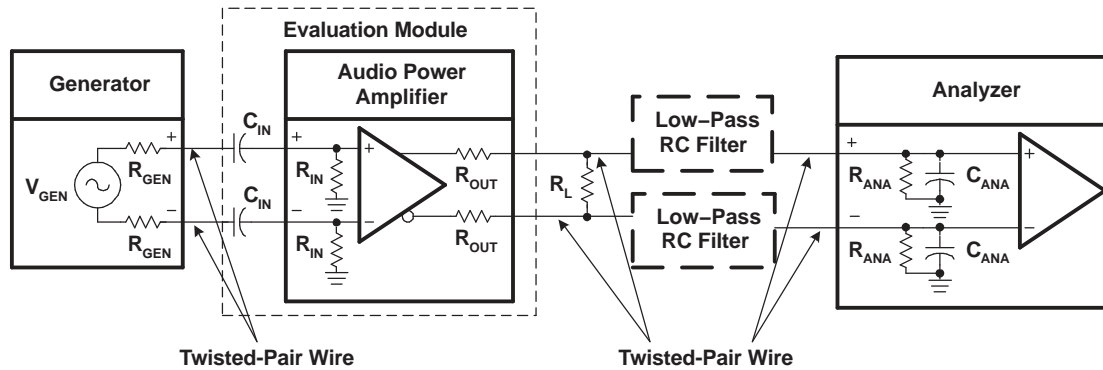 Evaluation Module
Generator
Audio Power
Amplifier
Analyzer
Low−Pass
RC Filter
Low−Pass
RC Filter
C_IN
C_IN
+
−
+
−
+
−
+
−
+
−
+
−
V_GEN
R_GEN
R_GEN
R_IN
R_IN
R_OUT
R_OUT
R_L
R_ANA
C_ANA
R_ANA
C_ANA
Twisted-Pair Wire
Twisted-Pair Wire